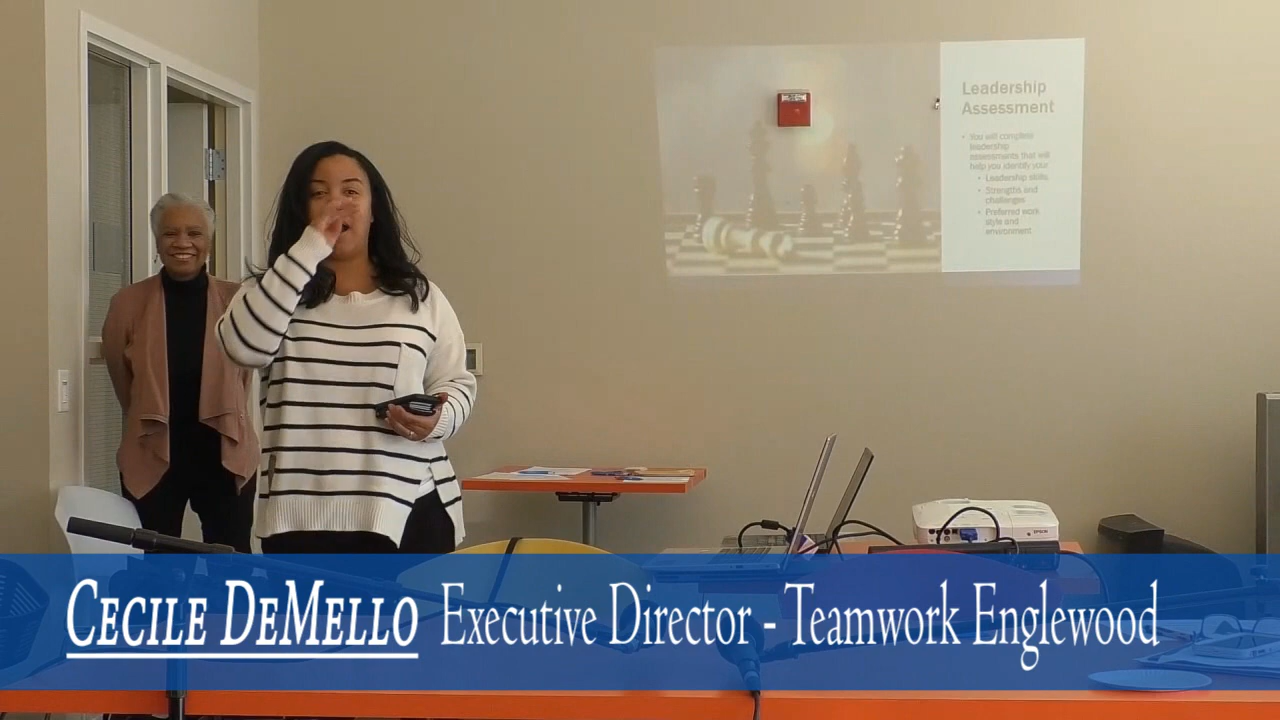 Leadership
Assessment
• You will complete
leadership
assessments that will
help you identify your
• Leadership skills,
• Strengths and
challenges
• Preferred work
style and
environment
EPSON
CECILE DEMELLO Executive Director - Teamwork Englewood